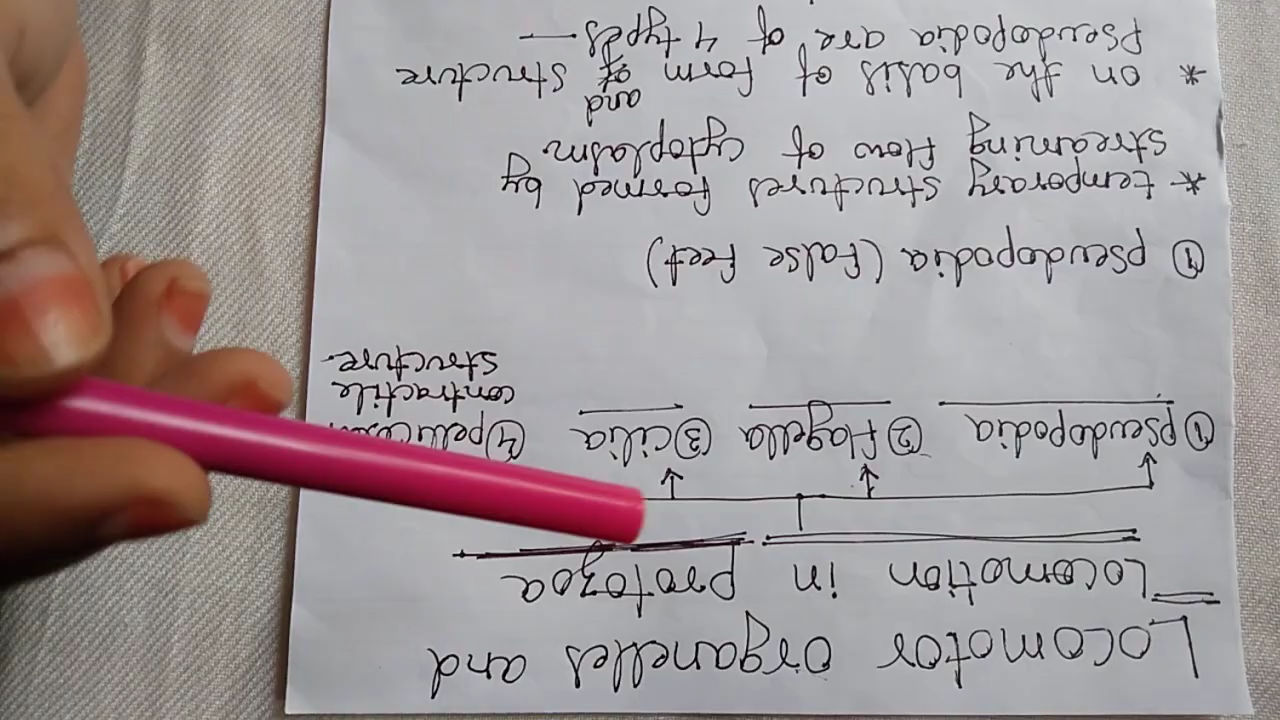 Locomotor organelles and
Locomotion in protozoa
① pseudopodia ② Flagella ③ cilia ④
contractile
structure.
① pseudopodia (False Feet)
* temporary structures formed by
streaming flow of cytoplasm.
* on the basis of form and of structure
pseudopodia are of 4 types —